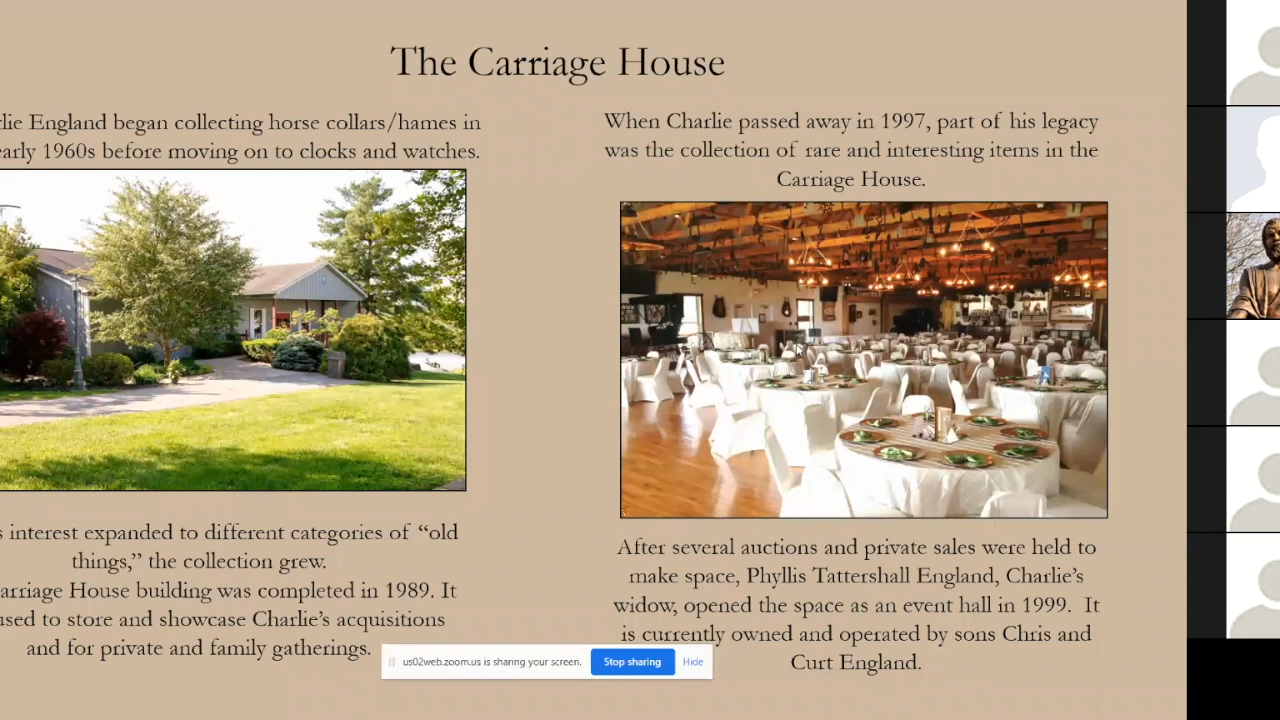 The Carriage House
lie England began collecting horse collars/hames in
early 1960s before moving on to clocks and watches.
s interest expanded to different categories of “old
things,” the collection grew.
arriage House building was completed in 1989. It
used to store and showcase Charlie’s acquisitions
and for private and family gatherings.
When Charlie passed away in 1997, part of his legacy
was the collection of rare and interesting items in the
Carriage House.
After several auctions and private sales were held to
make space, Phyllis Tattershall England, Charlie’s
widow, opened the space as an event hall in 1999. It
is currently owned and operated by sons Chris and
Curt England.
us02web.zoom.us is sharing your screen. Stop sharing Hide